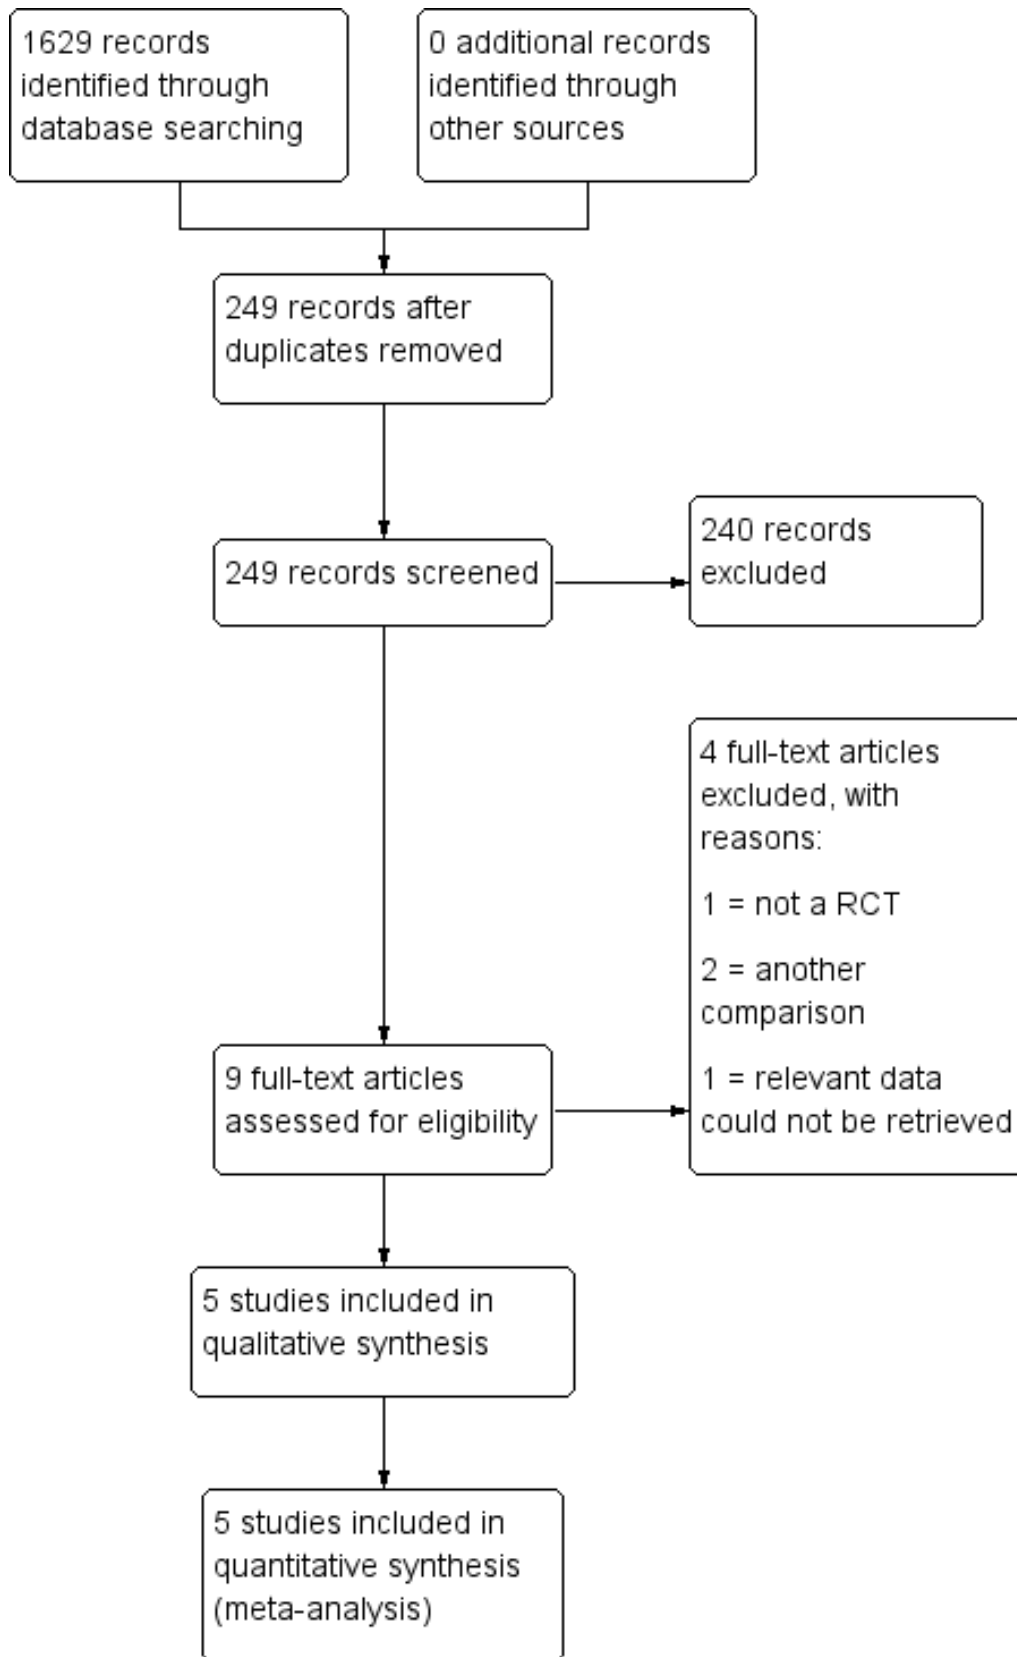 1629 records
identified through
database searching
0 additional records
identified through
other sources
249 records after
duplicates removed
249 records screened
240 records
excluded
4 full-text articles
excluded, with
reasons:
1 = not a RCT
2 = another
comparison
1 = relevant data
could not be retrieved
9 full-text articles
assessed for eligibility
5 studies included in
qualitative synthesis
5 studies included in
quantitative synthesis
(meta-analysis)